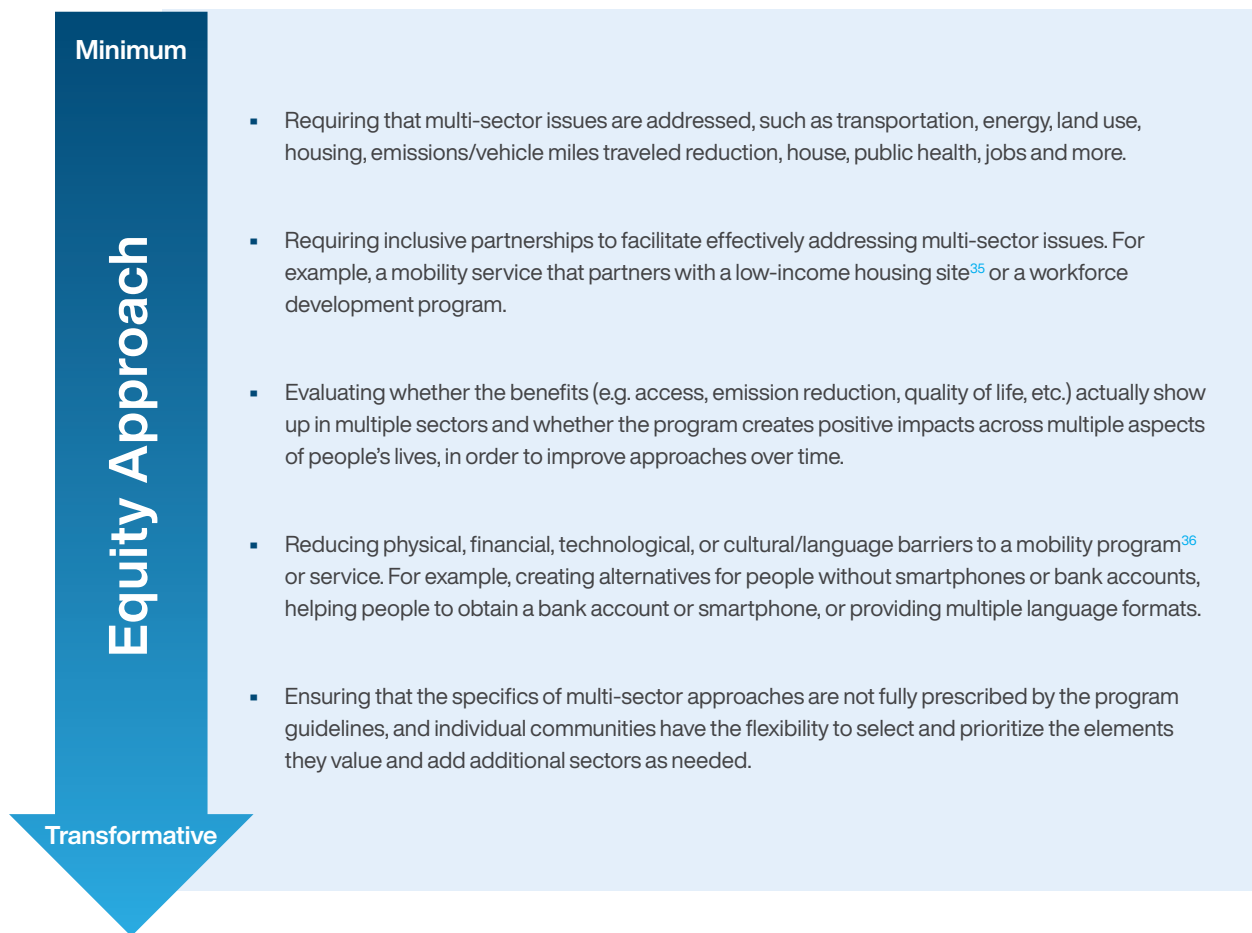 Minimum
Equity Approach
Transformative
▪ Requiring that multi-sector issues are addressed, such as transportation, energy, land use,
housing, emissions/vehicle miles traveled reduction, house, public health, jobs and more.
▪ Requiring inclusive partnerships to facilitate effectively addressing multi-sector issues. For
example, a mobility service that partners with a low-income housing site35 or a workforce
development program.
▪ Evaluating whether the benefits (e.g. access, emission reduction, quality of life, etc.) actually show
up in multiple sectors and whether the program creates positive impacts across multiple aspects
of people’s lives, in order to improve approaches over time.
▪ Reducing physical, financial, technological, or cultural/language barriers to a mobility program36
or service. For example, creating alternatives for people without smartphones or bank accounts,
helping people to obtain a bank account or smartphone, or providing multiple language formats.
▪ Ensuring that the specifics of multi-sector approaches are not fully prescribed by the program
guidelines, and individual communities have the flexibility to select and prioritize the elements
they value and add additional sectors as needed.